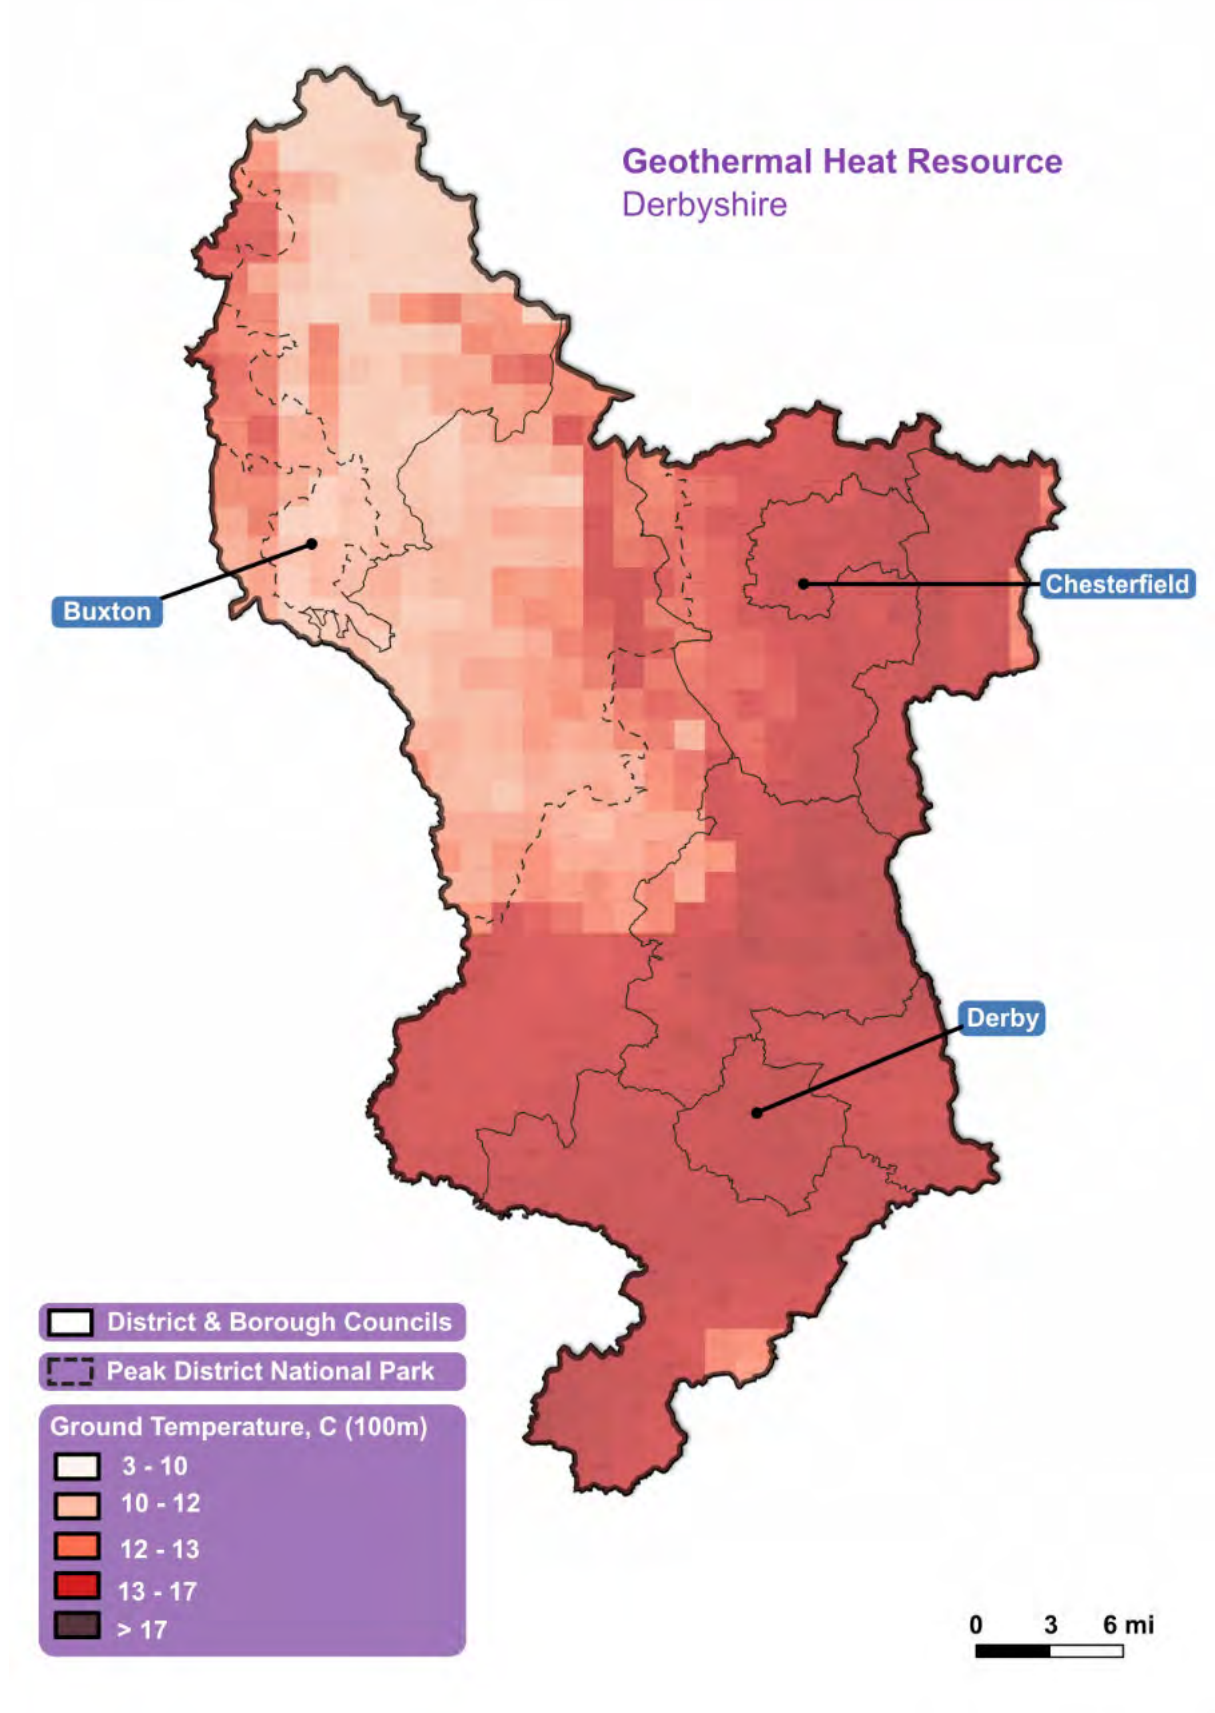 Geothermal Heat Resource
Derbyshire
Buxton
Chesterfield
Derby
District & Borough Councils
Peak District National Park
Ground Temperature, C (100m)
3 - 10
10 - 12
12 - 13
13 - 17
> 17
0 3 6 mi